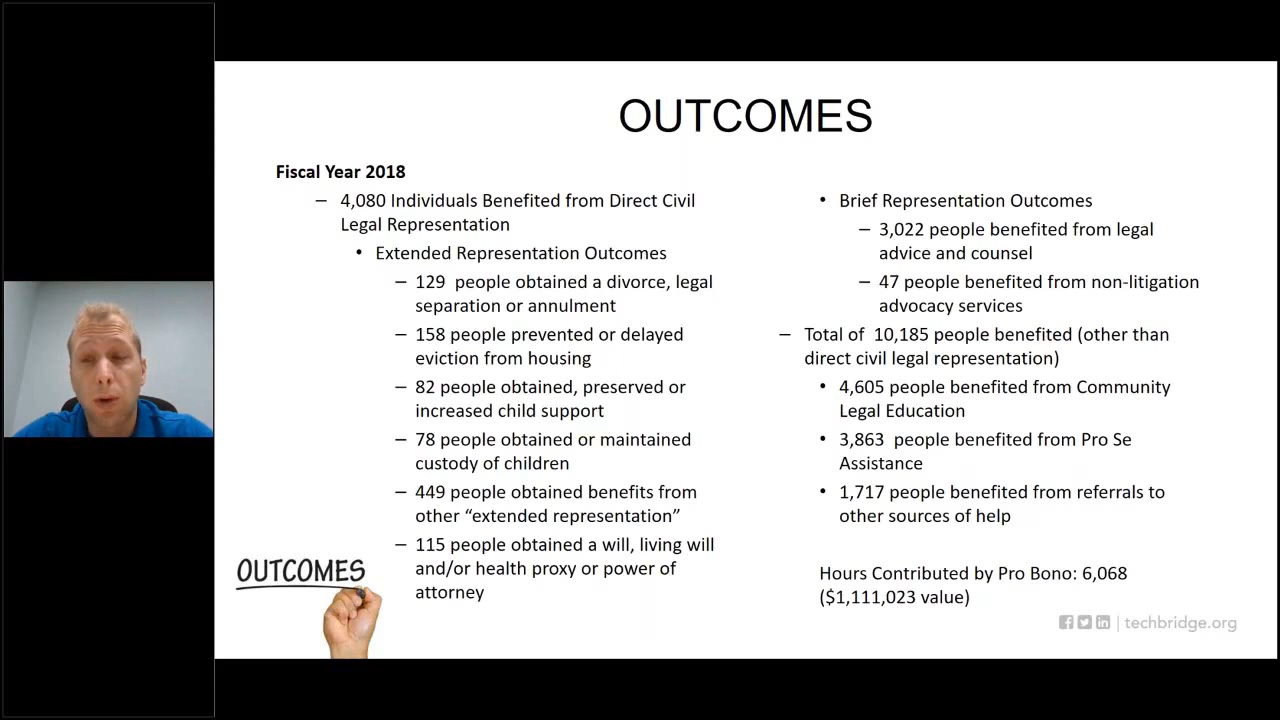 OUTCOMES
Fiscal Year 2018
– 4,080 Individuals Benefited from Direct Civil
Legal Representation
• Extended Representation Outcomes
– 129 people obtained a divorce, legal
separation or annulment
– 158 people prevented or delayed
eviction from housing
– 82 people obtained, preserved or
increased child support
– 78 people obtained or maintained
custody of children
– 449 people obtained benefits from
other “extended representation”
– 115 people obtained a will, living will
and/or health proxy or power of
attorney
OUTCOMES
• Brief Representation Outcomes
– 3,022 people benefited from legal
advice and counsel
– 47 people benefited from non-litigation
advocacy services
– Total of 10,185 people benefited (other than
direct civil legal representation)
• 4,605 people benefited from Community
Legal Education
• 3,863 people benefited from Pro Se
Assistance
• 1,717 people benefited from referrals to
other sources of help
Hours Contributed by Pro Bono: 6,068
($1,111,023 value)
| techbridge.org